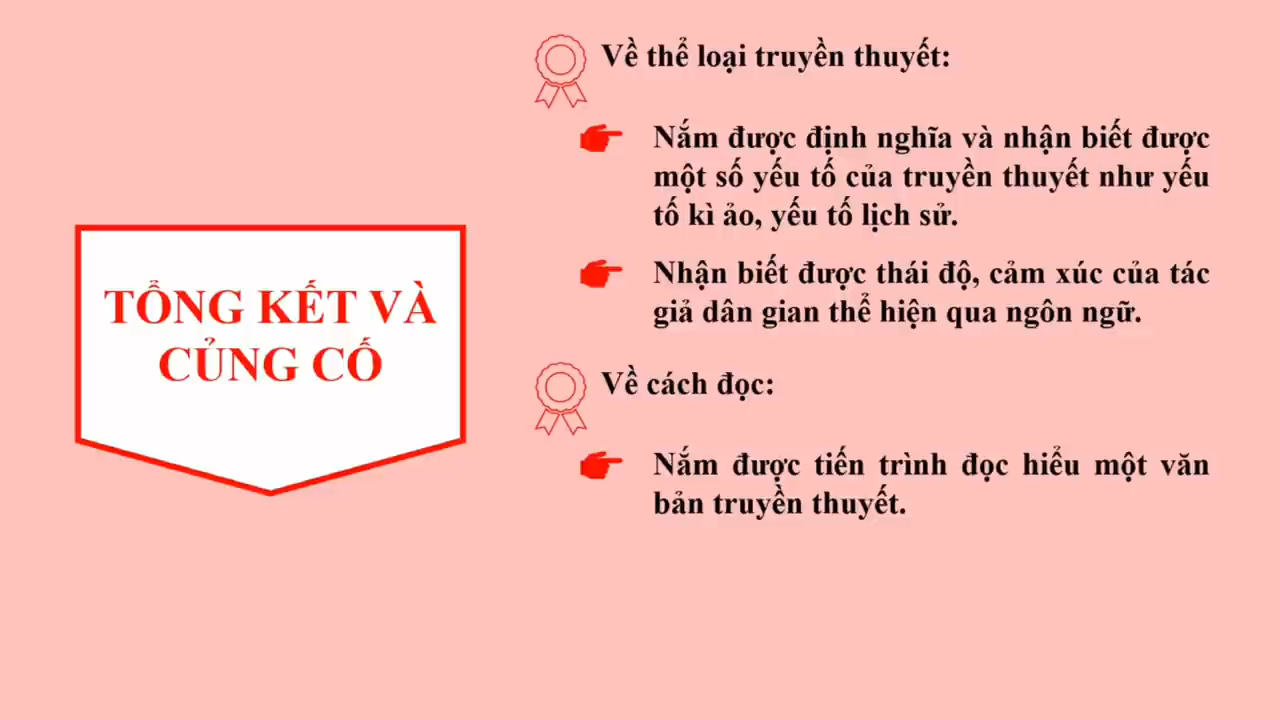 TỔNG KẾT VÀ
CỦNG CỐ
Về thể loại truyền thuyết:
Nắm được định nghĩa và nhận biết được
một số yếu tố của truyền thuyết như yếu
tố kì ảo, yếu tố lịch sử.
Nhận biết được thái độ, cảm xúc của tác
giả dân gian thể hiện qua ngôn ngữ.
Về cách đọc:
Nắm được tiến trình đọc hiểu một văn
bản truyền thuyết.